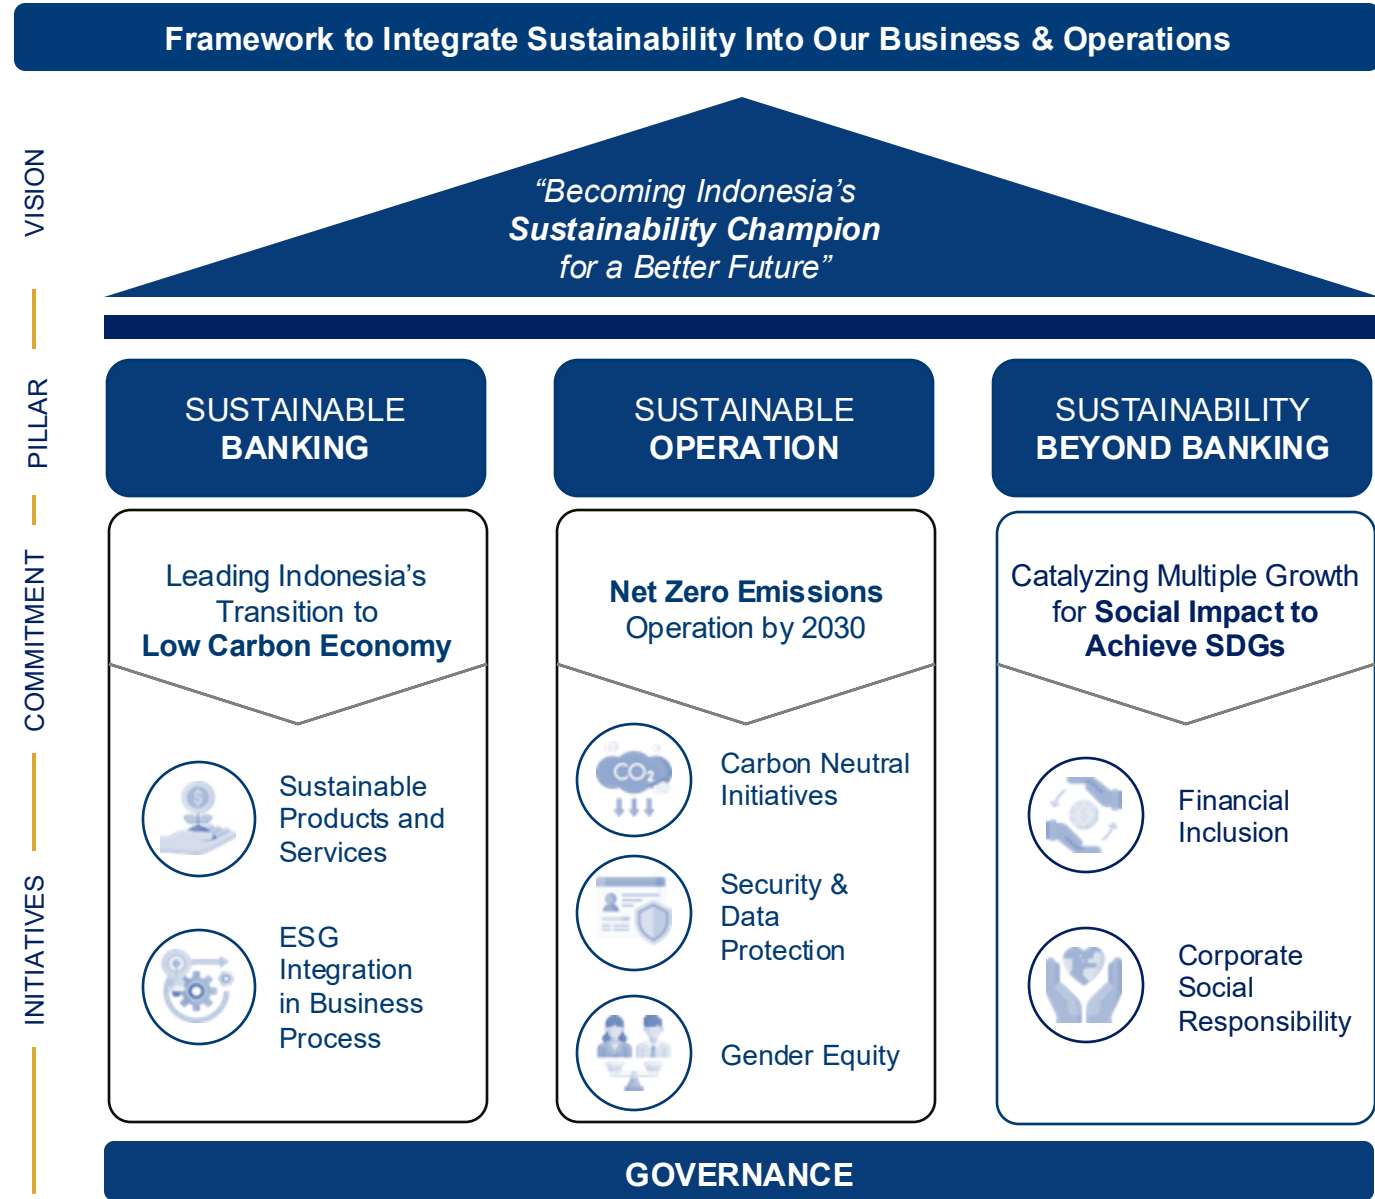 Framework to Integrate Sustainability Into Our Business & Operations
VISION
“Becoming Indonesia’s
Sustainability Champion
for a Better Future”
PILLAR
SUSTAINABLE
BANKING
SUSTAINABLE
OPERATION
SUSTAINABILITY
BEYOND BANKING
COMMITMENT
Leading Indonesia’s
Transition to
Low Carbon Economy
Net Zero Emissions
Operation by 2030
Catalyzing Multiple Growth
for Social Impact to
Achieve SDGs
INITIATIVES
Sustainable
Products and
Services
ESG
Integration
in Business
Process
CO2
Carbon Neutral
Initiatives
Security &
Data
Protection
Gender Equity
Financial
Inclusion
Corporate
Social
Responsibility
GOVERNANCE